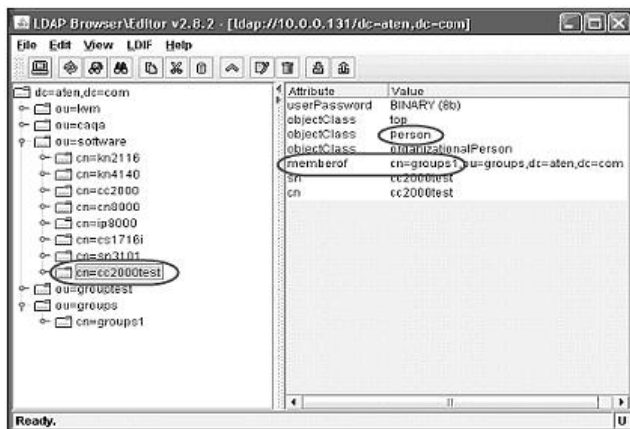 LDAP Browser\Editor v2.8.2 - [ldap://10.0.0.131/dc=aten,dc=com]
File Edit View LDIF Help
dc=aten,dc=com
ou=kvm
ou=caqa
ou=software
cn=kn2116
cn=kn4140
cn=cc2000
cn=cn8000
cn=ip8000
cn=cs1716i
cn=sn3101
cn=cc2000test
ou=grouptest
ou=groups
cn=groups1
Attribute Value
userPassword BINARY (8b)
objectClass top
objectClass person
objectClass organizationalPerson
memberof cn=groups1,ou=groups,dc=aten,dc=com
sn cc2000test
cn cc2000test
Ready. U